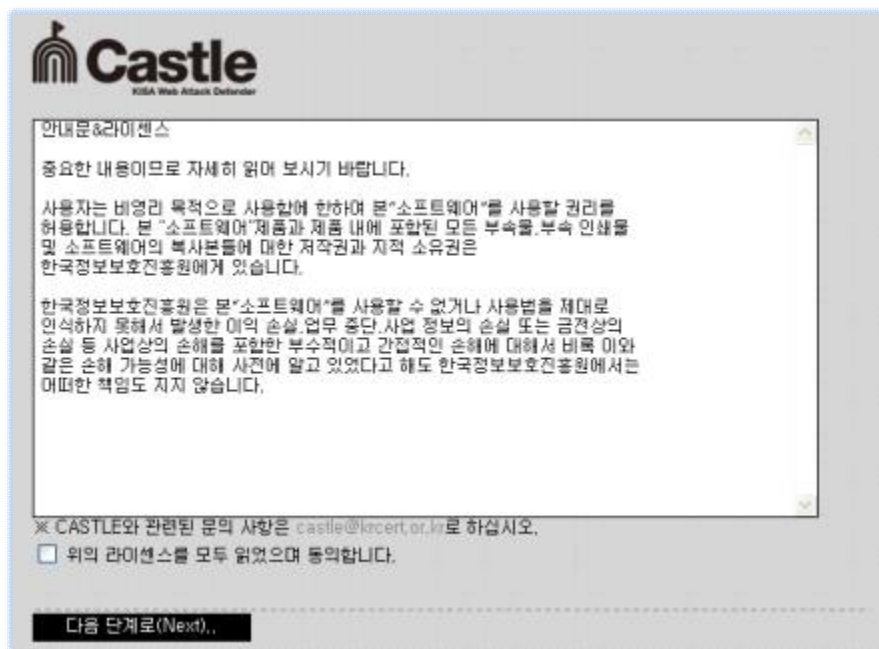 Castle
KISA Web Attack Defender
안내문&라이센스
중요한 내용이므로 자세히 읽어 보시기 바랍니다.
사용자는 비영리 목적으로 사용함에 한하여 본"소프트웨어"를 사용할 권리를
허용합니다. 본 "소프트웨어"제품과 제품 내에 포함된 모든 부속물,부속 인쇄물
및 소프트웨어의 복사본들에 대한 저작권과 지적 소유권은
한국정보보호진흥원에게 있습니다.
한국정보보호진흥원은 본"소프트웨어"를 사용할 수 없거나 사용법을 제대로
인식하지 못해서 발생한 이익 손실,업무 중단,사업 정보의 손실 또는 금전상의
손실 등 사업상의 손해를 포함한 부수적이고 간접적인 손해에 대해서 비록 이와
같은 손해 가능성에 대해 사전에 알고 있었다고 해도 한국정보보호진흥원에서는
어떠한 책임도 지지 않습니다.
※ CASTLE와 관련된 문의 사항은 castle@krcert.or.kr로 하십시오.
위의 라이센스를 모두 읽었으며 동의합니다.
다음 단계로(Next)..